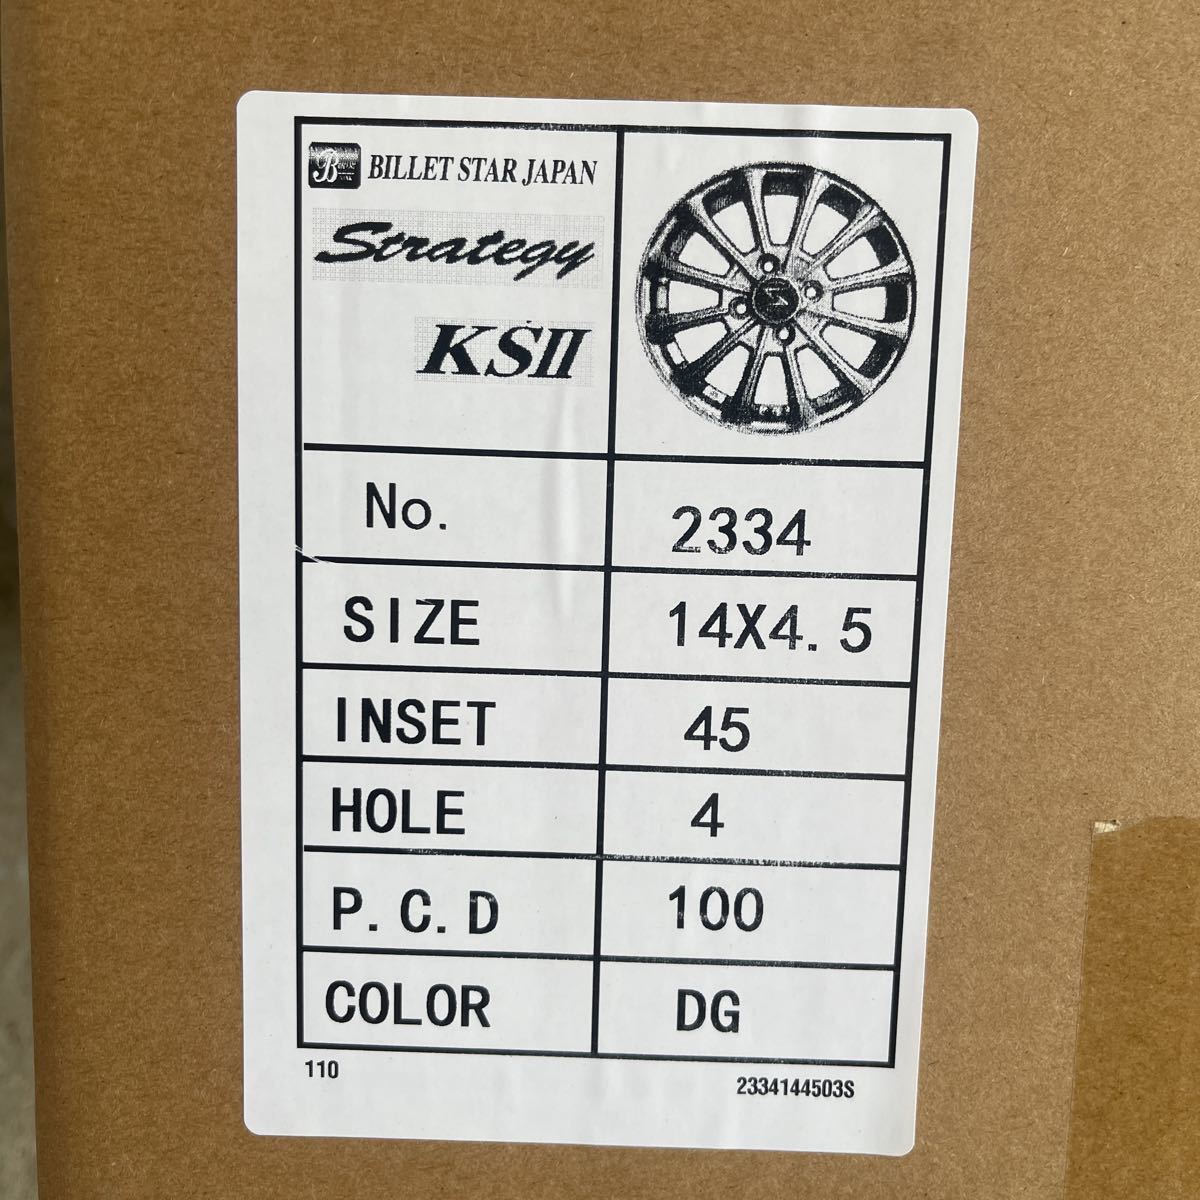 BILLET STAR JAPAN
Strategy
KSII
No. 2334
SIZE 14X4.5
INSET 45
HOLE 4
P.C.D 100
COLOR DG
110
2334144503S